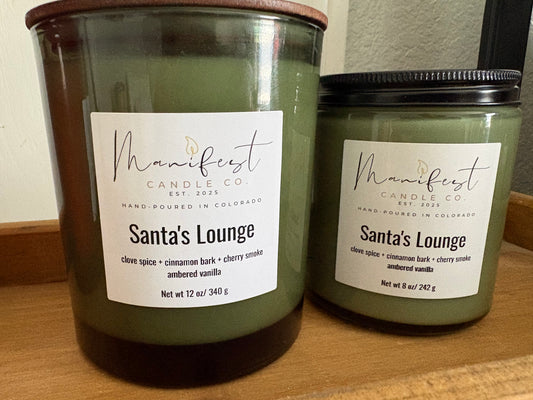 Manifest
CANDLE CO.
EST. 2025
HAND-POURED IN COLORADO
Santa's Lounge
clove spice + cinnamon bark + cherry smoke
ambered vanilla
Net wt 12 oz/ 340 g
Manifest
CANDLE CO.
EST. 2025
HAND-POURED IN COLORADO
Santa's Lounge
clove spice + cinnamon bark + cherry smoke
ambered vanilla
Net wt 8 oz/ 242 g